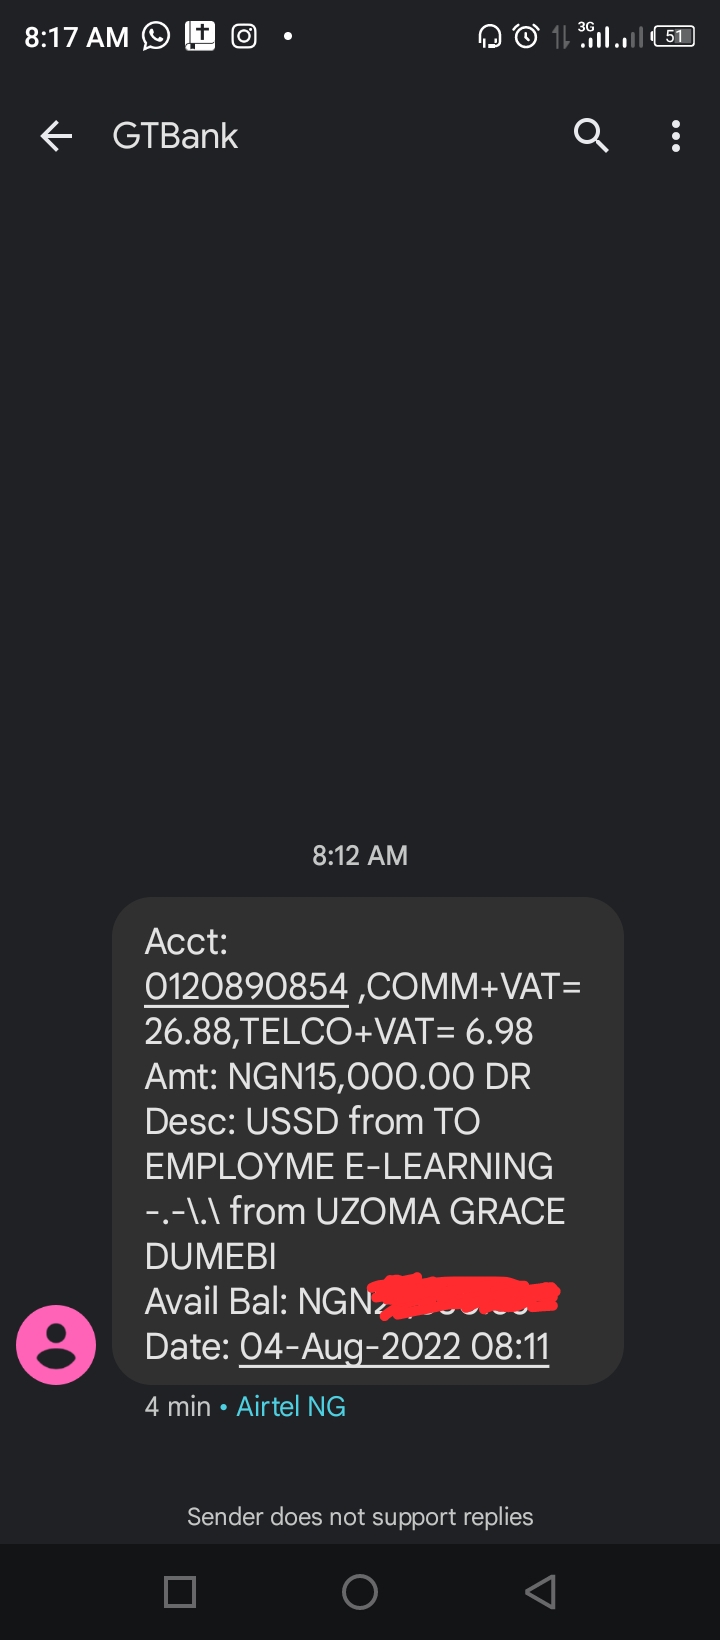 8:17 AM
3G
51
GTBank
8:12 AM
Acct:
0120890854 ,COMM+VAT=
26.88,TELCO+VAT= 6.98
Amt: NGN15,000.00 DR
Desc: USSD from TO
EMPLOYME E-LEARNING
-.-\.\ from UZOMA GRACE
DUMEBI
Avail Bal: NGN
Date: 04-Aug-2022 08:11
4 min • Airtel NG
Sender does not support replies